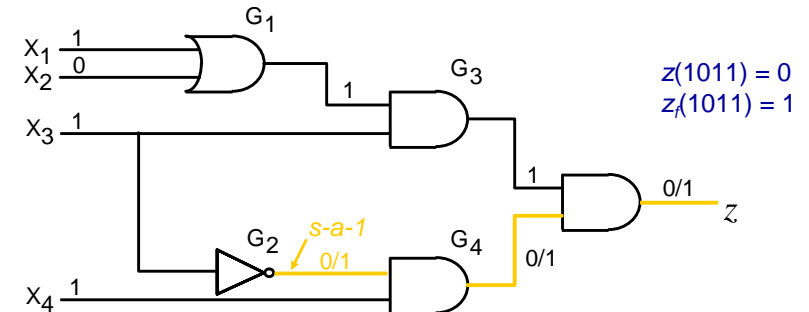 G1
X1 1
X2 0
G3
z(1011) = 0
zf(1011) = 1
1
X3 1
1
0/1
z
s-a-1
G2
G4
0/1
0/1
X4 1